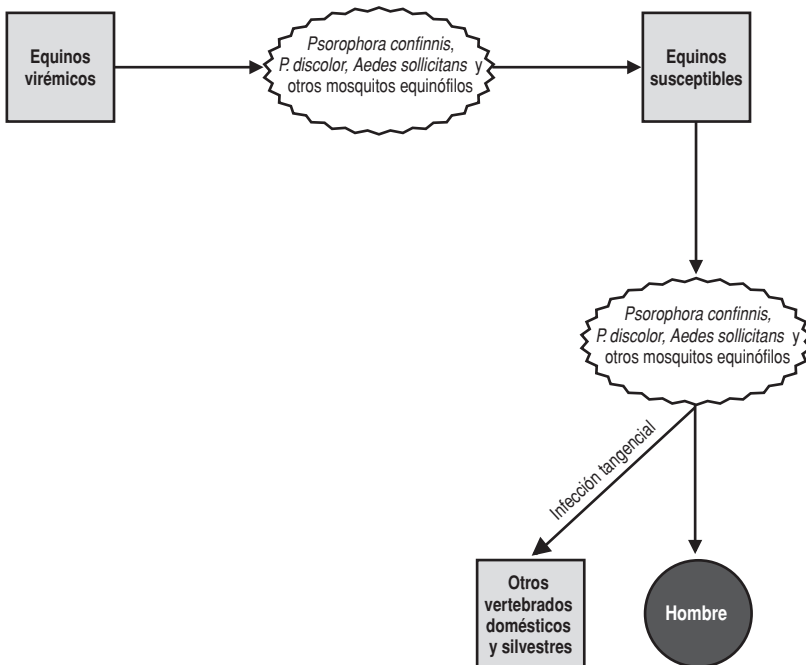 Equinos
virémicos
Psorophora confinnis,
P. discolor, Aedes sollicitans y
otros mosquitos equinófilos
Equinos
susceptibles
Psorophora confinnis,
P. discolor, Aedes sollicitans y
otros mosquitos equinófilos
Infección tangencial
Otros
vertebrados
domésticos
y silvestres
Hombre